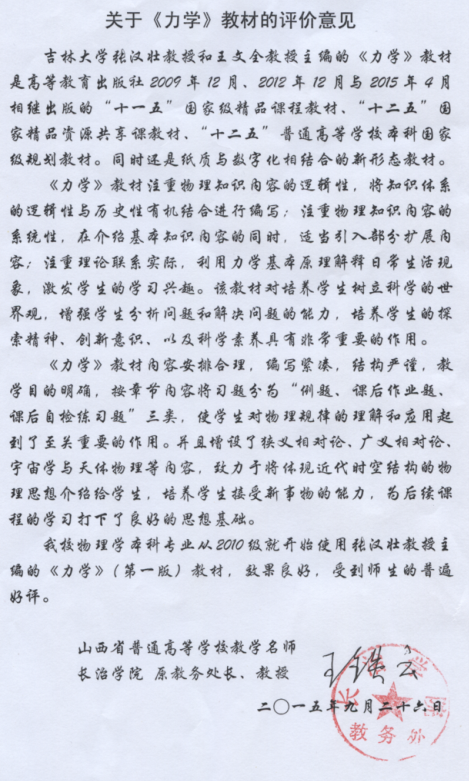 关于《力学》教材的评价意见
吉林大学张汉壮教授和王文全教授主编的《力学》教材
是高等教育出版社 2009 年 12 月、2012 年 12 月与 2015 年 4 月
相继出版的“十一五”国家级精品课程教材、“十二五”国
家精品资源共享课教材、“十二五”普通高等学校本科国家
级规划教材。同时还是纸质与数字化相结合的新形态教材。
《力学》教材注重物理知识内容的逻辑性，将知识体系
的逻辑性与历史性有机结合进行编写；注重物理知识内容的
系统性，在介绍基本知识内容的同时，适当引入部分扩展内
容；注重理论联系实际，利用力学基本原理解释日常生活现
象，激发学生的学习兴趣。该教材对培养学生树立科学的世
界观，增强学生分析问题和解决问题的能力，培养学生的探
索精神、创新意识、以及科学素养具有非常重要的作用。
《力学》教材内容安排合理，编写紧凑，结构严谨，教
学目的明确，按章节内容将习题分为“例题、课后作业题、
课后自检练习题”三类，使学生对物理规律的理解和应用起
到了至关重要的作用。并且增设了狭义相对论、广义相对论、
宇宙学与天体物理等内容，致力于将体现近代时空结构的物
理思想介绍给学生，培养学生接受新事物的能力，为后续课
程的学习打下了良好的思想基础。
我校物理学本科专业从2010级就开始使用张汉壮教授主
编的《力学》（第一版）教材，效果良好，受到师生的普遍
好评。
山西省普通高等学校教学名师
长治学院 原教务处长、教授
王铁云
二〇一五年九月二十六日
长治学院
教务处